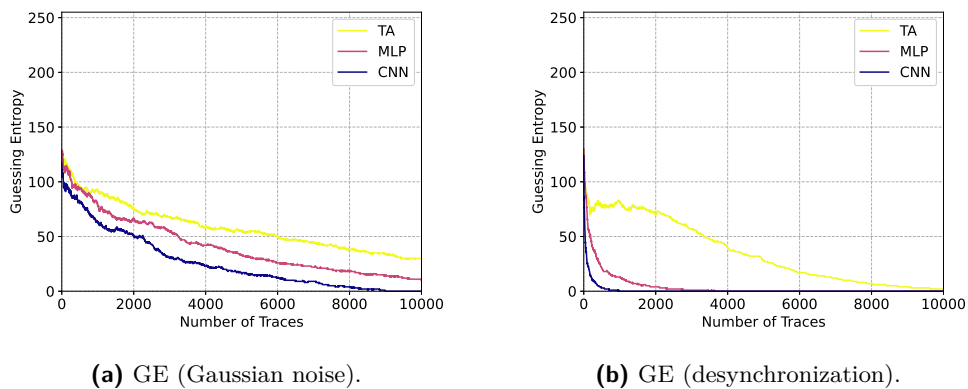 250
200
150
100
50
0
Guessing Entropy
0 2000 4000 6000 8000 10000
Number of Traces
TA
MLP
CNN
(a) GE (Gaussian noise).
250
200
150
100
50
0
Guessing Entropy
0 2000 4000 6000 8000 10000
Number of Traces
TA
MLP
CNN
(b) GE (desynchronization).